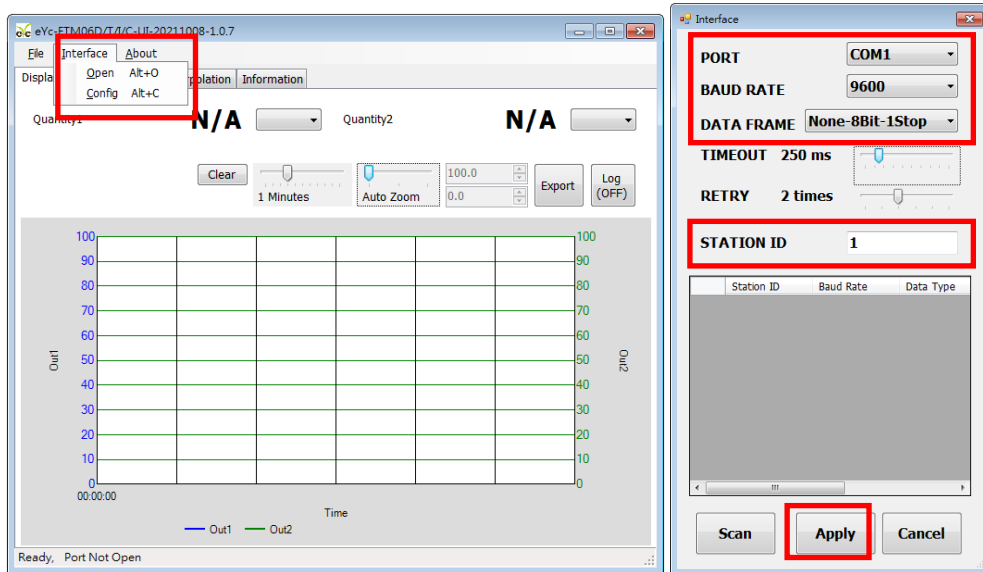 eYc-FTM06D/T/I/C-UI-20211008-1.0.7
File Interface About
Open Alt+O
Config Alt+C
Displa polation Information
Quantity1 N/A Quantity2 N/A
Clear
1 Minutes
Auto Zoom
100.0
0.0
Export
Log
(OFF)
100 100
90 90
80 80
70 70
60 60
50 50
40 40
30 30
20 20
10 10
0 0
Out1
Out2
00:00:00
Time
Out1 Out2
Ready, Port Not Open
Interface
PORT COM1
BAUD RATE 9600
DATA FRAME None-8Bit-1Stop
TIMEOUT 250 ms
RETRY 2 times
STATION ID 1
Station ID Baud Rate Data Type
Scan Apply Cancel